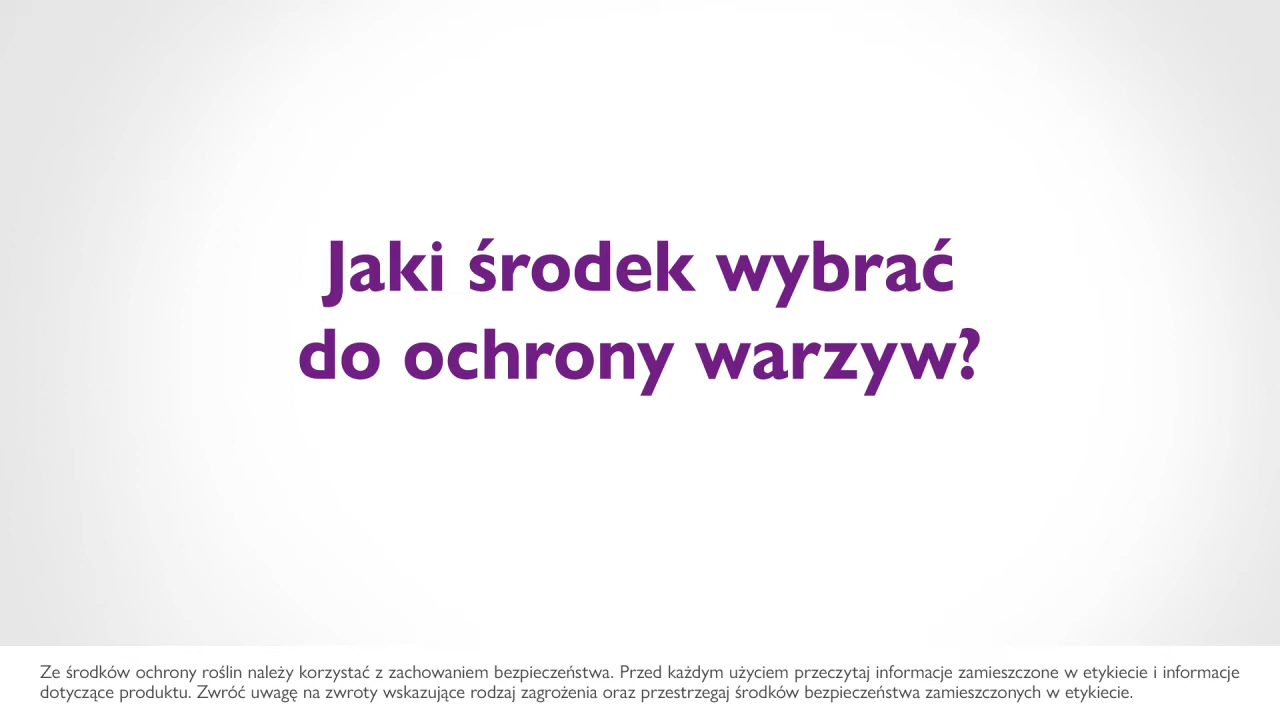 Jaki środek wybrać
do ochrony warzyw?
Ze środków ochrony roślin należy korzystać z zachowaniem bezpieczeństwa. Przed każdym użyciem przeczytaj informacje zamieszczone w etykiecie i informacje
dotyczące produktu. Zwróć uwagę na zwroty wskazujące rodzaj zagrożenia oraz przestrzegaj środków bezpieczeństwa zamieszczonych w etykiecie.